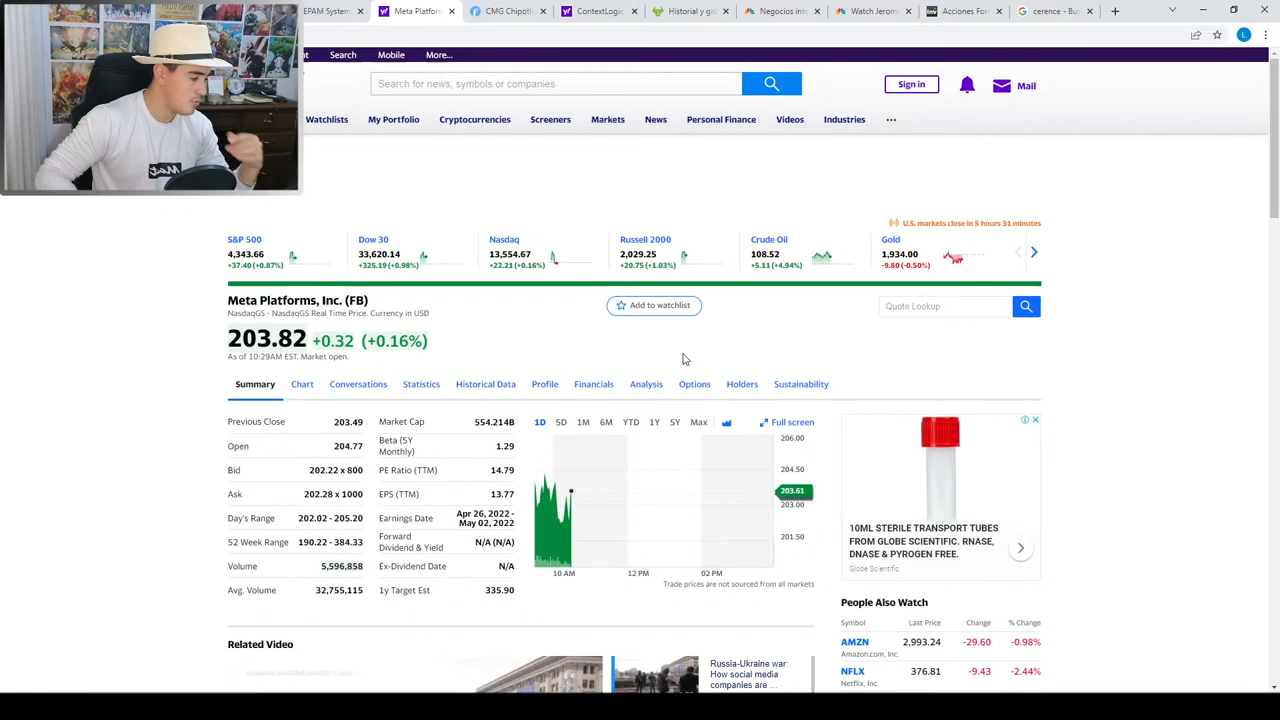 EPAM System
Meta Platform
CMG Chipotl
ContextLogi
Historial y gr
Negocios int
Watch Jerom
Acciones For
cerence - Bus
Search
Mobile
More...
Search for news, symbols or companies
Sign in
Mail
Watchlists
My Portfolio
Cryptocurrencies
Screeners
Markets
News
Personal Finance
Videos
Industries
U.S. markets close in 5 hours 31 minutes
S&P 500
4,343.66
+37.40 (+0.87%)
Dow 30
33,620.14
+325.19 (+0.98%)
Nasdaq
13,554.67
+22.21 (+0.16%)
Russell 2000
2,029.25
+20.75 (+1.03%)
Crude Oil
108.52
+5.11 (+4.94%)
Gold
1,934.00
-9.80 (-0.50%)
Meta Platforms, Inc. (FB)
NasdaqGS - NasdaqGS Real Time Price. Currency in USD
Add to watchlist
Quote Lookup
203.82 +0.32 (+0.16%)
As of 10:29AM EST. Market open.
Summary
Chart
Conversations
Statistics
Historical Data
Profile
Financials
Analysis
Options
Holders
Sustainability
Previous Close 203.49
Open 204.77
Bid 202.22 x 800
Ask 202.28 x 1000
Day's Range 202.02 - 205.20
52 Week Range 190.22 - 384.33
Volume 5,596,858
Avg. Volume 32,755,115
Market Cap 554.214B
Beta (5Y
Monthly) 1.29
PE Ratio (TTM) 14.79
EPS (TTM) 13.77
Earnings Date Apr 26, 2022 -
May 02, 2022
Forward
Dividend & Yield N/A (N/A)
Ex-Dividend Date N/A
1y Target Est 335.90
1D 5D 1M 6M YTD 1Y 5Y Max
Full screen
206.00
204.50
203.61
203.00
201.50
10 AM 12 PM 02 PM
Trade prices are not sourced from all markets
10ML STERILE TRANSPORT TUBES
FROM GLOBE SCIENTIFIC. RNASE,
DNASE & PYROGEN FREE.
Globe Scientific
People Also Watch
Symbol Last Price Change % Change
AMZN 2,993.24 -29.60 -0.98%
Amazon.com, Inc.
NFLX 376.81 -9.43 -2.44%
Netflix, Inc.
Related Video
Russia-Ukraine war:
How social media
companies are ...